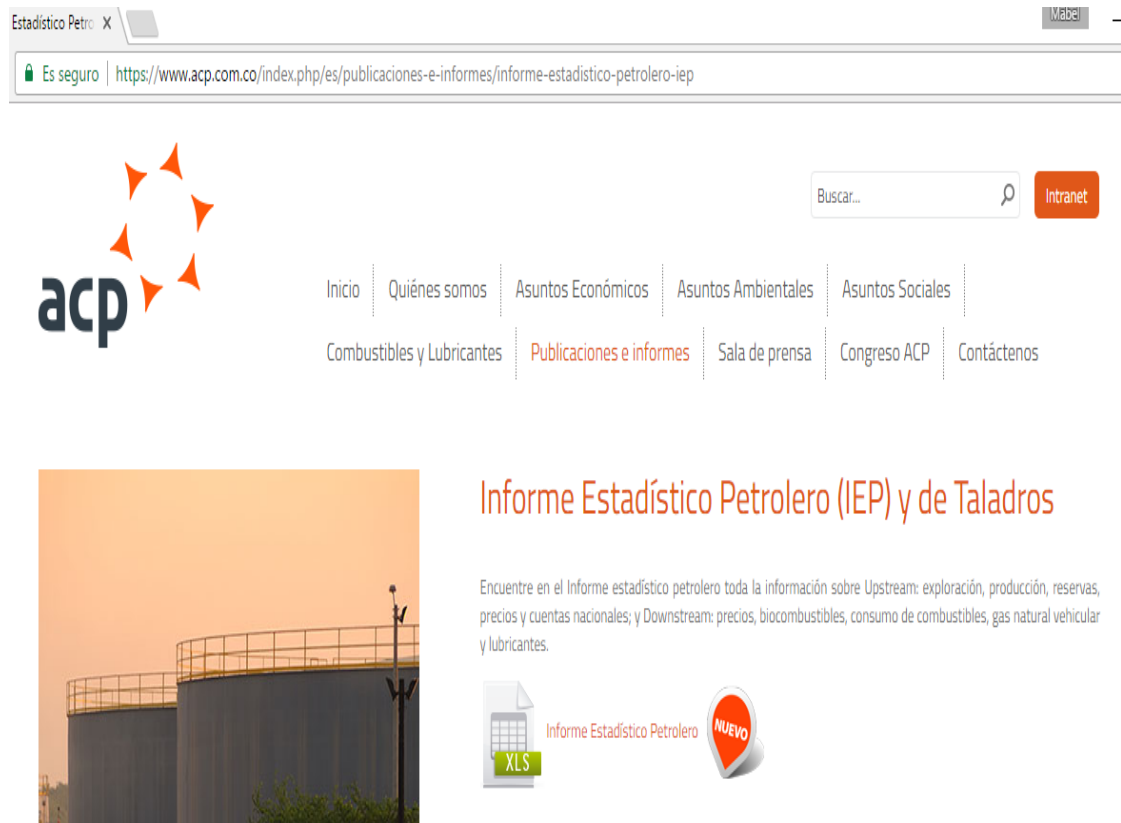 Estadístico Petro
Mabel
Es seguro https://www.acp.com.co/index.php/es/publicaciones-e-informes/informe-estadistico-petrolero-iep
acp
Buscar...
Intranet
Inicio Quiénes somos Asuntos Económicos Asuntos Ambientales Asuntos Sociales
Combustibles y Lubricantes Publicaciones e informes Sala de prensa Congreso ACP Contáctenos
Informe Estadístico Petrolero (IEP) y de Taladros
Encuentre en el Informe estadístico petrolero toda la información sobre Upstream: exploración, producción, reservas,
precios y cuentas nacionales; y Downstream: precios, biocombustibles, consumo de combustibles, gas natural vehicular
y lubricantes.
XLS
Informe Estadístico Petrolero
NUEVO